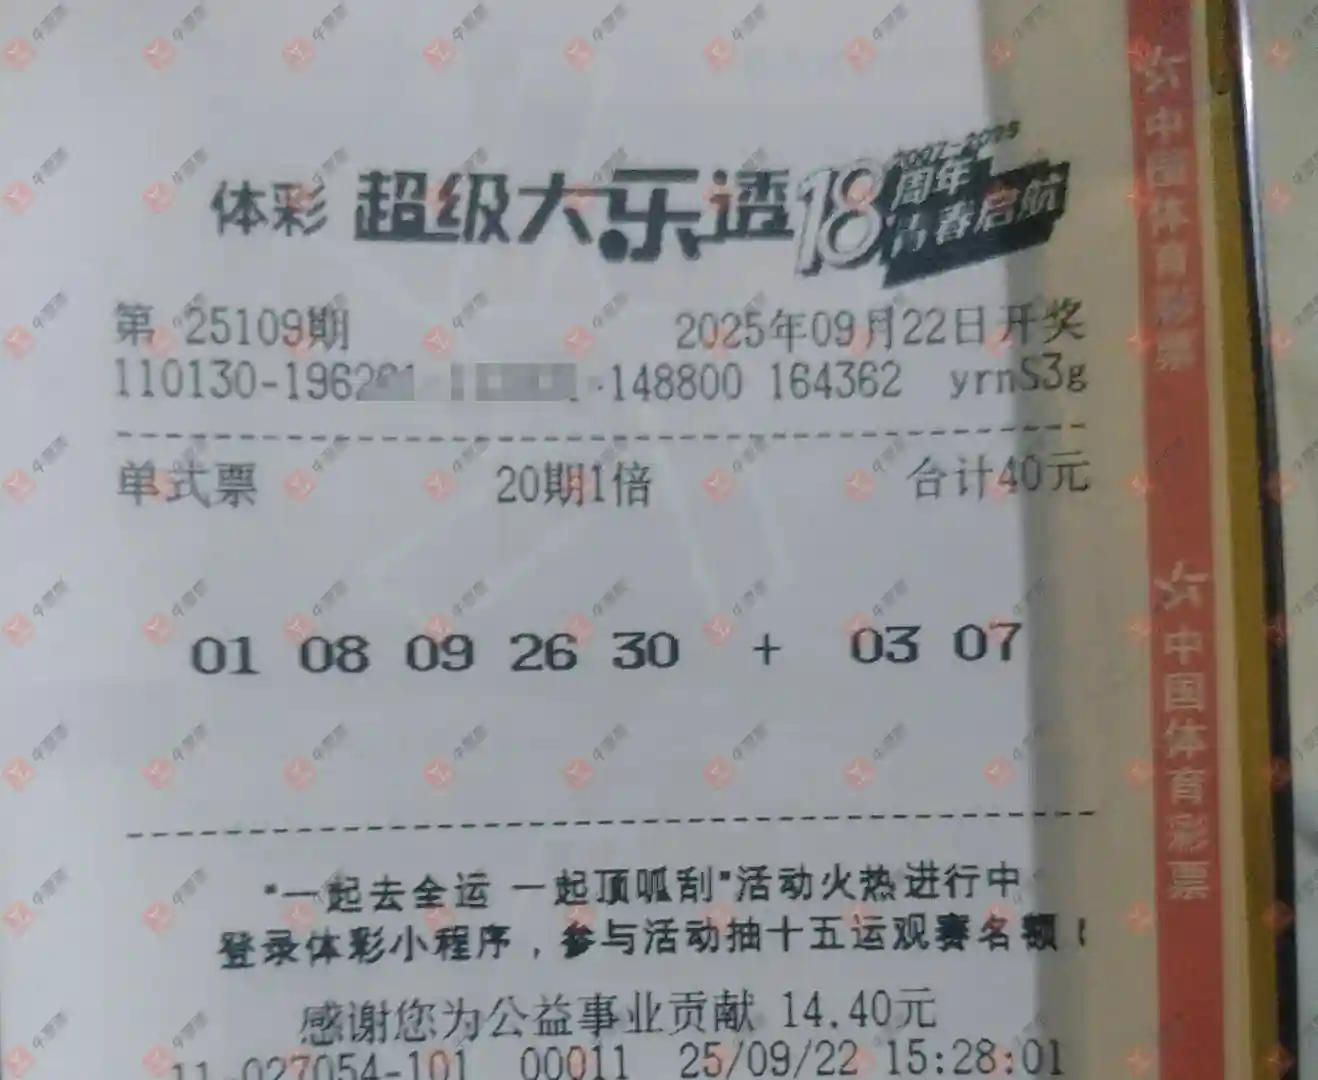 体彩 超级大乐透 18周年 青春启航 2007-2025
第 25109期 2025年09月22日开奖
110130-1962 148800 164362 yrnS3g
单式票 20期1倍 合计40元
01 08 09 26 30 + 03 07
"一起去全运 一起顶呱刮"活动火热进行中
登录体彩小程序，参与活动抽十五运观赛名额！
感谢您为公益事业贡献 14.40元
11-027054-101 00011 25/09/22 15:28:01
中国体育彩票
中国体育彩票